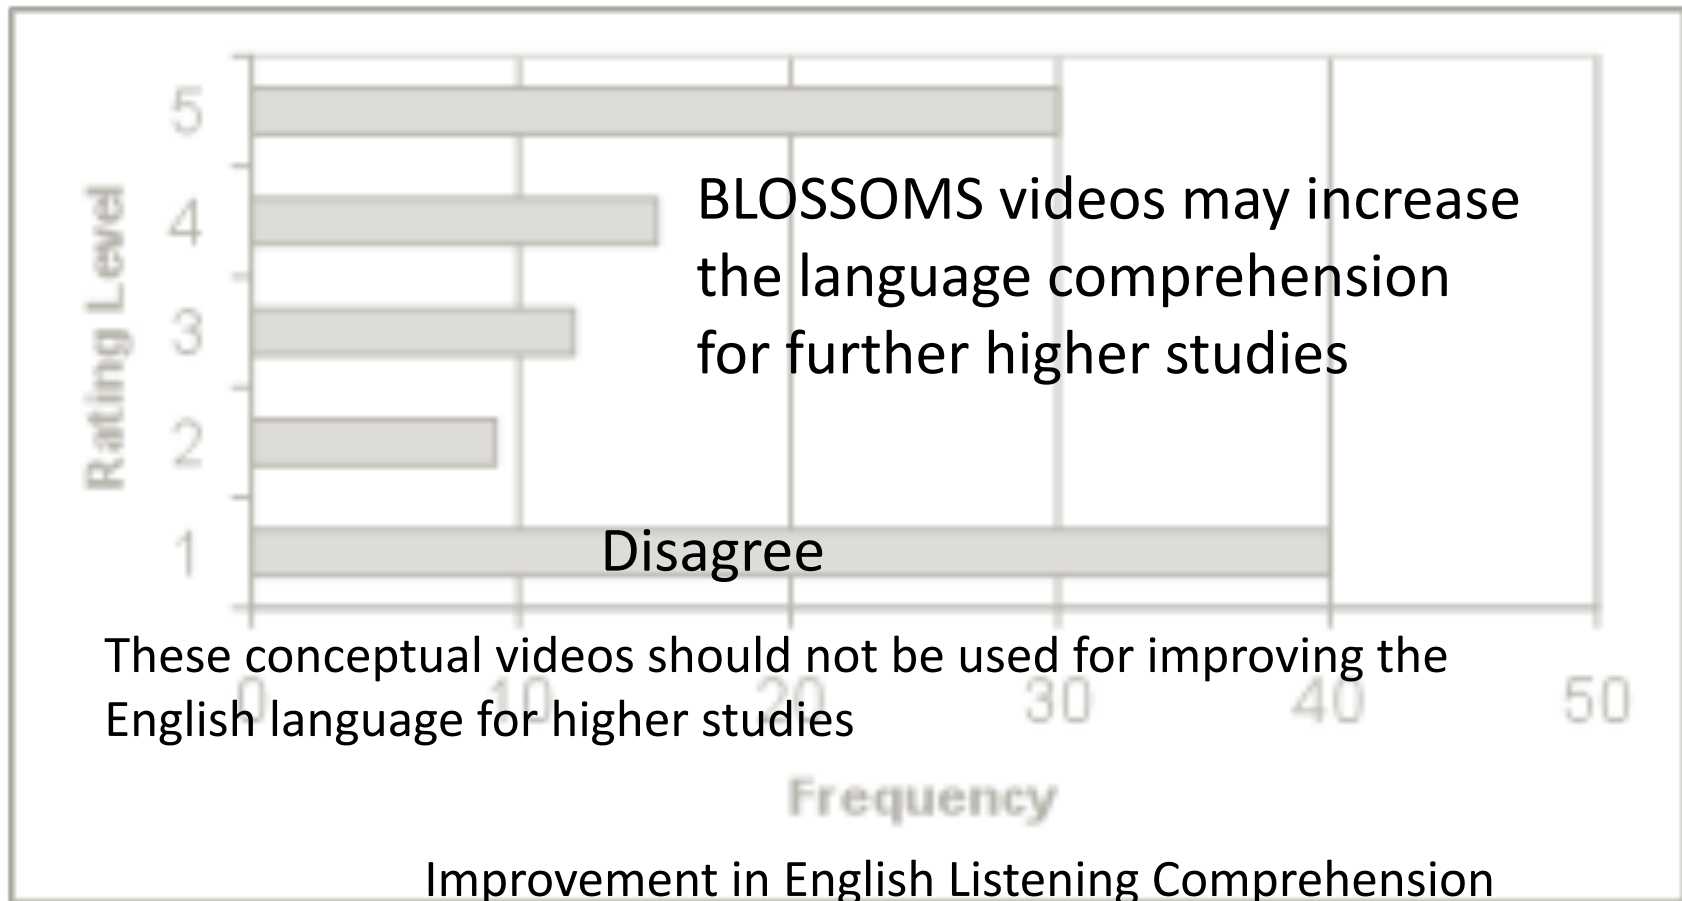 5
4
3
2
1
Rating Level
BLOSSOMS videos may increase
the language comprehension
for further higher studies
Disagree
These conceptual videos should not be used for improving the
English language for higher studies
0 10 20 30 40 50
Frequency
Improvement in English Listening Comprehension